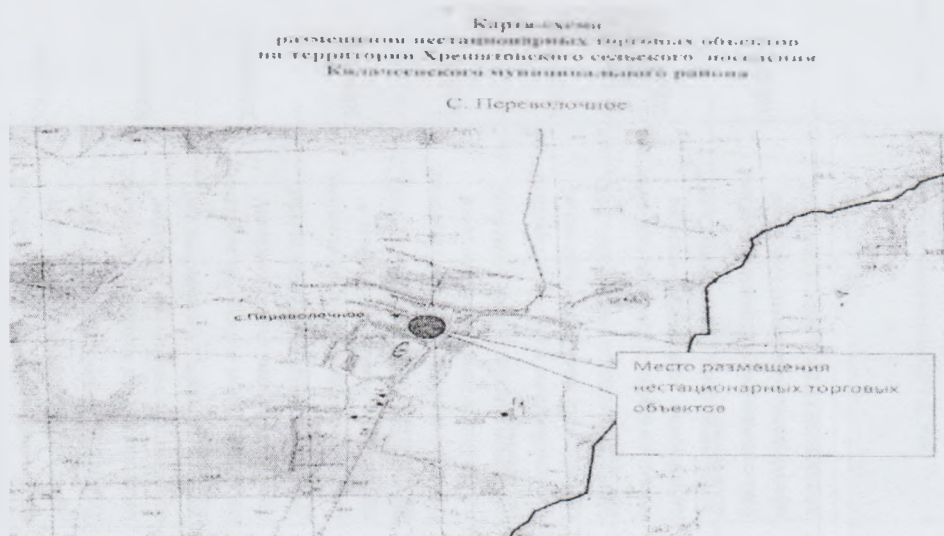 Карта-схема
размещения нестационарных торговых объектов
на территории Хрещатовского сельского поселения
Калачеевского муниципального района
С. Переволочное
с.Переволочное
Место размещения
нестационарных торговых
объектов